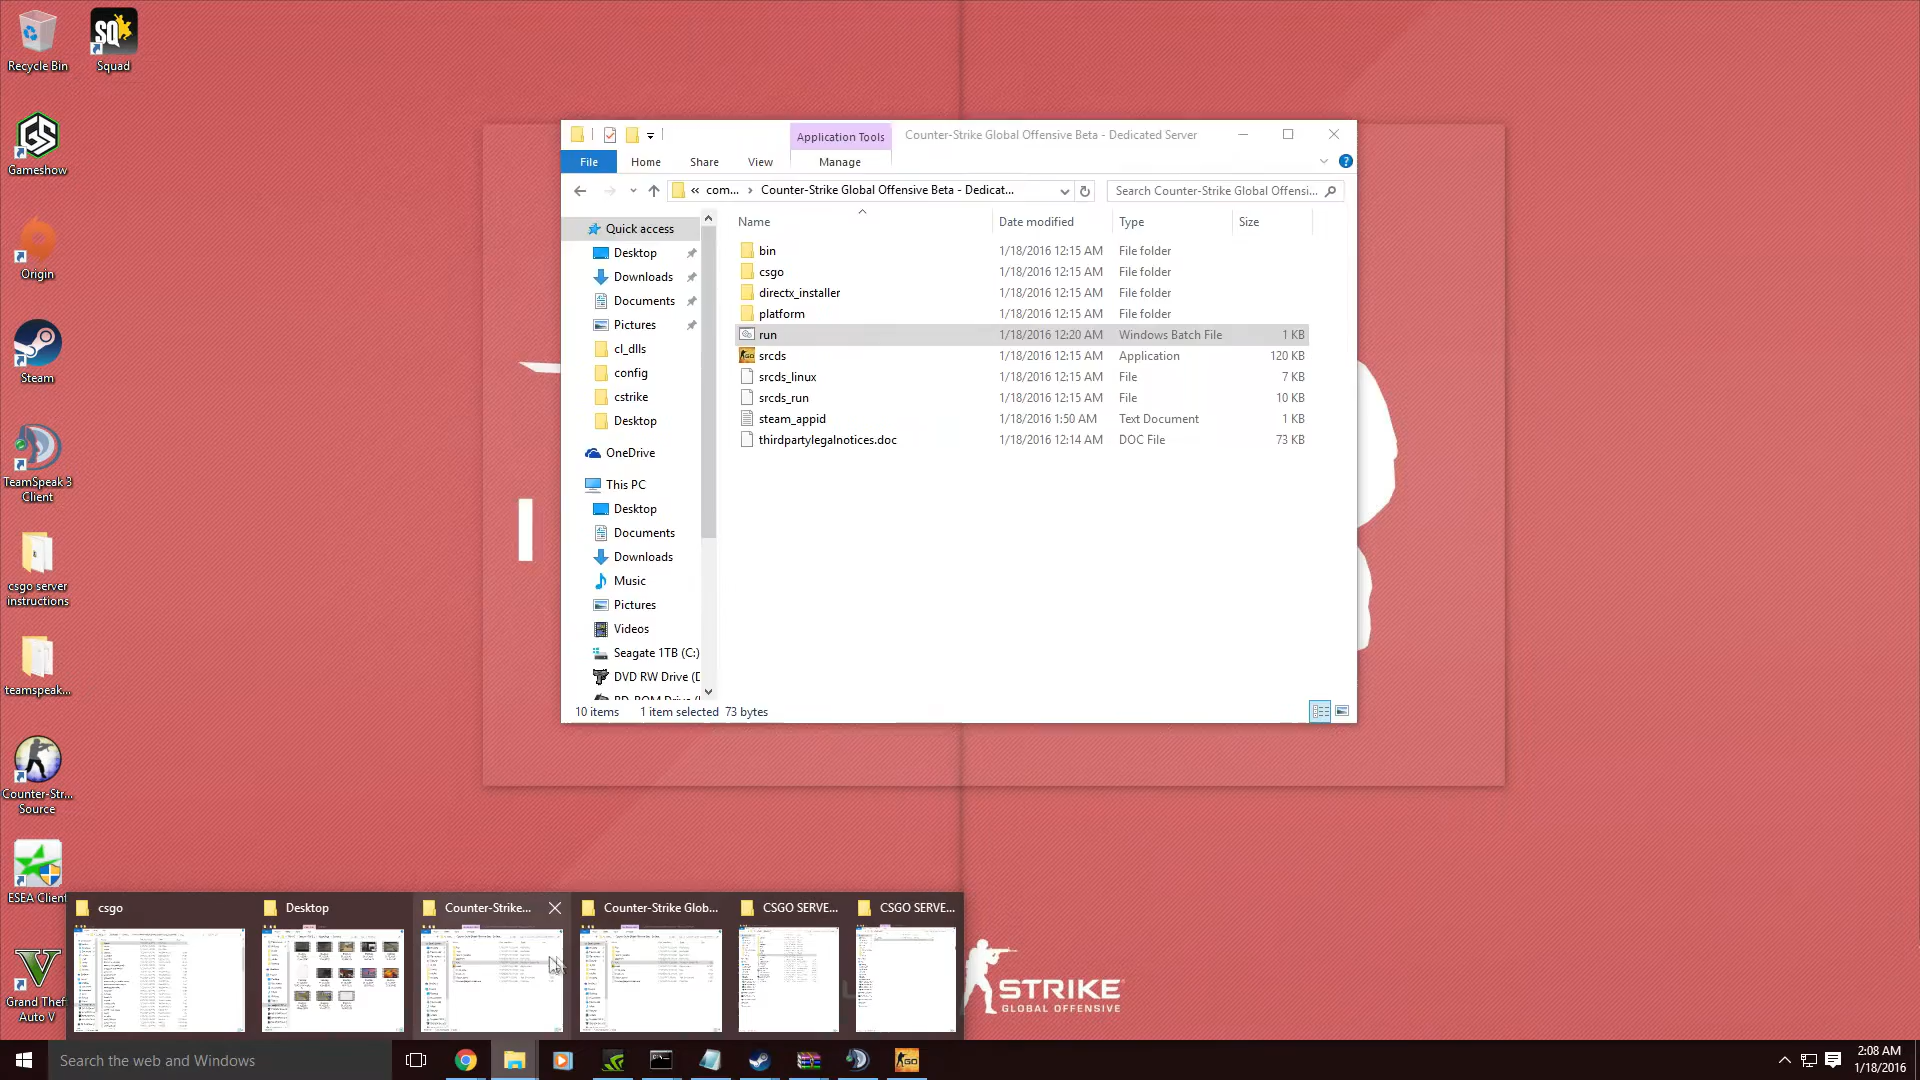 Recycle Bin
Squad
Gameshow
Origin
Steam
TeamSpeak 3
Client
csgo server
instructions
teamspeak...
Counter-Str...
Source
ESEA Client
Grand Theft
Auto V
Application Tools
Counter-Strike Global Offensive Beta - Dedicated Server
File
Home
Share
View
Manage
« com... › Counter-Strike Global Offensive Beta - Dedicat...
Search Counter-Strike Global Offensi...
Quick access
Desktop
Downloads
Documents
Pictures
cl_dlls
config
cstrike
Desktop
OneDrive
This PC
Desktop
Documents
Downloads
Music
Pictures
Videos
Seagate 1TB (C:)
DVD RW Drive (D
BD-ROM Drive (
Name Date modified Type Size
bin 1/18/2016 12:15 AM File folder
csgo 1/18/2016 12:15 AM File folder
directx_installer 1/18/2016 12:15 AM File folder
platform 1/18/2016 12:15 AM File folder
run 1/18/2016 12:20 AM Windows Batch File 1 KB
srcds 1/18/2016 12:15 AM Application 120 KB
srcds_linux 1/18/2016 12:15 AM File 7 KB
srcds_run 1/18/2016 12:15 AM File 10 KB
steam_appid 1/18/2016 1:50 AM Text Document 1 KB
thirdpartylegalnotices.doc 1/18/2016 12:14 AM DOC File 73 KB
10 items 1 item selected 73 bytes
csgo
Desktop
Counter-Strike...
Counter-Strike Glob...
CSGO SERVE...
CSGO SERVE...
STRIKE
GLOBAL OFFENSIVE
Search the web and Windows
2:08 AM
1/18/2016